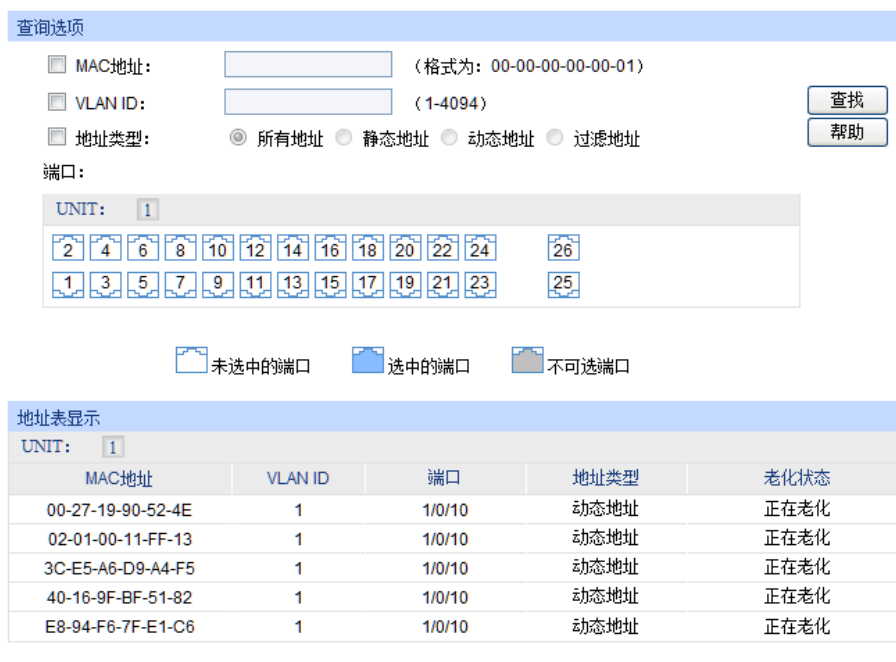 查询选项
MAC地址： （格式为：00-00-00-00-00-01）
VLAN ID： （1-4094） 查找
地址类型： 所有地址 静态地址 动态地址 过滤地址 帮助
端口：
UNIT： 1
2 4 6 8 10 12 14 16 18 20 22 24 26
1 3 5 7 9 11 13 15 17 19 21 23 25
未选中的端口 选中的端口 不可选端口
地址表显示
UNIT： 1
MAC地址 VLAN ID 端口 地址类型 老化状态
00-27-19-90-52-4E 1 1/0/10 动态地址 正在老化
02-01-00-11-FF-13 1 1/0/10 动态地址 正在老化
3C-E5-A6-D9-A4-F5 1 1/0/10 动态地址 正在老化
40-16-9F-BF-51-82 1 1/0/10 动态地址 正在老化
E8-94-F6-7F-E1-C6 1 1/0/10 动态地址 正在老化